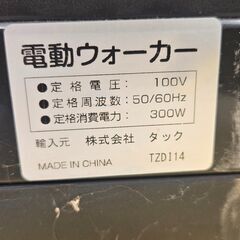 電動ウォーカー
●定格電圧: 100V
●定格周波数: 50/60Hz
●定格消費電力: 300W
輸入元 株式会社 タック
MADE IN CHINA TZDI14